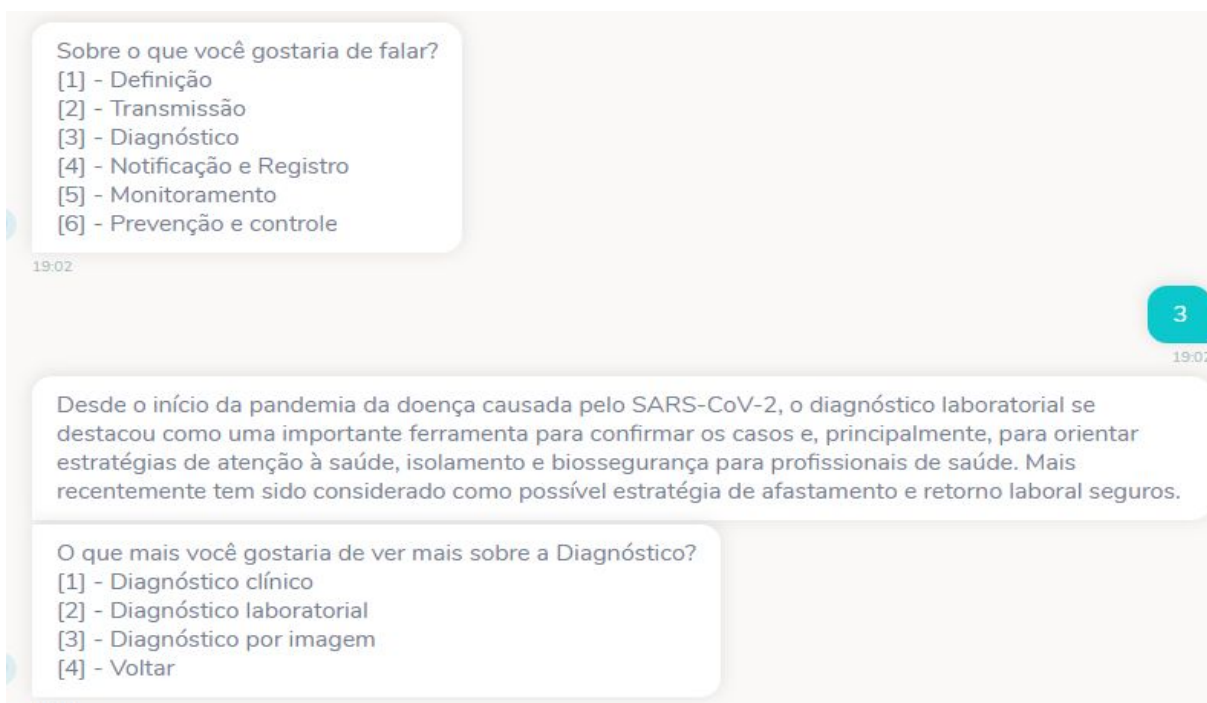 Sobre o que você gostaria de falar?
[1] - Definição
[2] - Transmissão
[3] - Diagnóstico
[4] - Notificação e Registro
[5] - Monitoramento
[6] - Prevenção e controle
19:02
3
19:02
Desde o início da pandemia da doença causada pelo SARS-CoV-2, o diagnóstico laboratorial se
destacou como uma importante ferramenta para confirmar os casos e, principalmente, para orientar
estratégias de atenção à saúde, isolamento e biossegurança para profissionais de saúde. Mais
recentemente tem sido considerado como possível estratégia de afastamento e retorno laboral seguros.
O que mais você gostaria de ver mais sobre a Diagnóstico?
[1] - Diagnóstico clínico
[2] - Diagnóstico laboratorial
[3] - Diagnóstico por imagem
[4] - Voltar